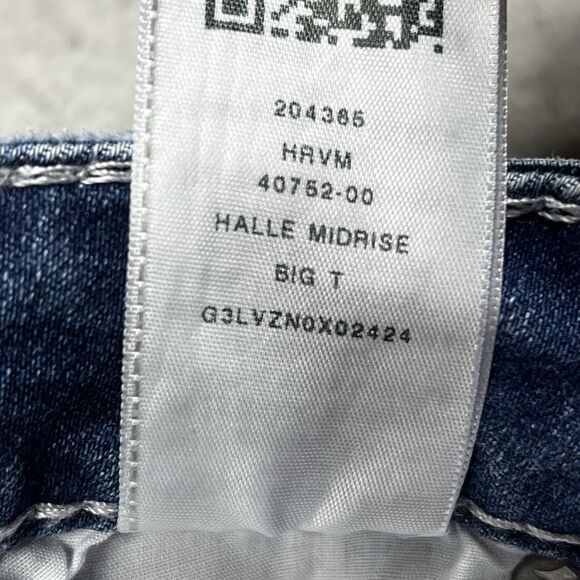 204365
HRVM
40752-00
HALLE MIDRISE
BIG T
G3LVZN0X02424